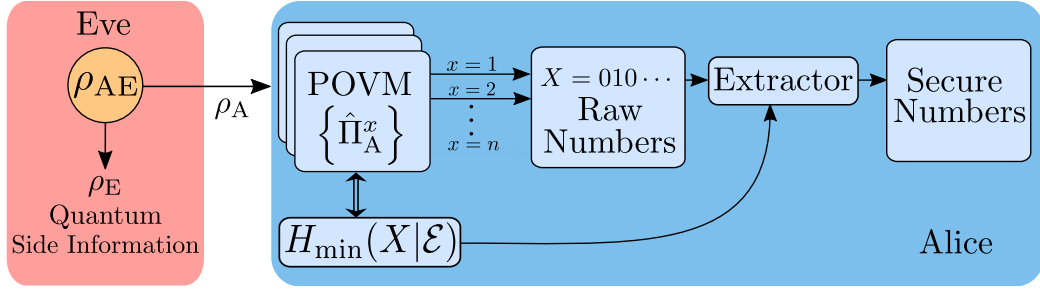 Eve
ρ_AE
ρ_A
ρ_E
Quantum
Side Information
POVM
{Π̂_A^x}
x = 1
x = 2
⋮
x = n
X = 010 ⋯
Raw
Numbers
Extractor
Secure
Numbers
H_min(X|ℰ)
Alice